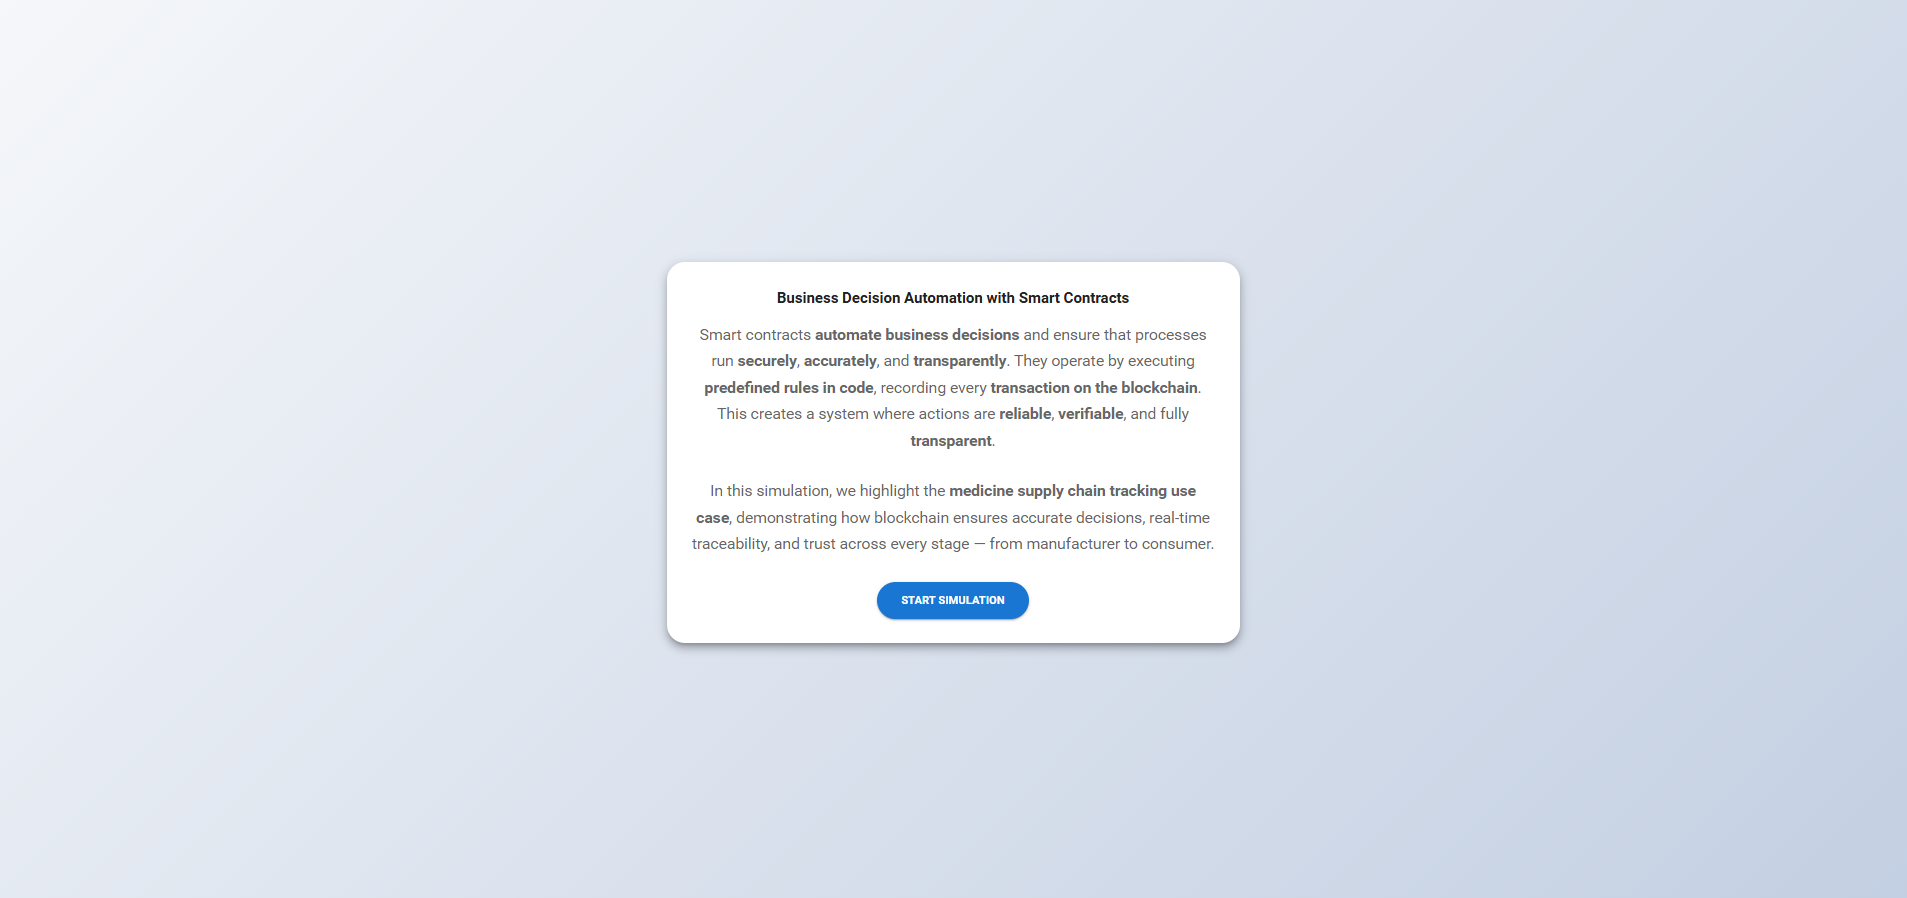 Business Decision Automation with Smart Contracts
Smart contracts automate business decisions and ensure that processes
run securely, accurately, and transparently. They operate by executing
predefined rules in code, recording every transaction on the blockchain.
This creates a system where actions are reliable, verifiable, and fully
transparent.
In this simulation, we highlight the medicine supply chain tracking use
case, demonstrating how blockchain ensures accurate decisions, real-time
traceability, and trust across every stage — from manufacturer to consumer.
START SIMULATION